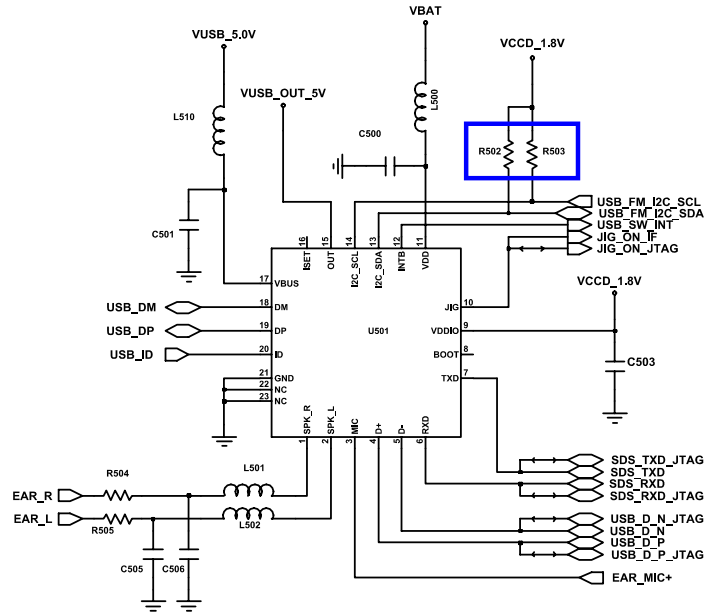 VBAT
VUSB_5.0V
VCCD_1.8V
VUSB_OUT_5V
L510
L500
C500
R502
R503
C501
USB_FM_I2C_SCL
USB_FM_I2C_SDA
USB_SW_INT
JIG_ON_IF
JIG_ON_JTAG
16
15
14
13
12
11
ISET
OUT
I2C_SCL
I2C_SDA
INTB
VDD
VCCD_1.8V
17
VBUS
USB_DM
18
DM
JIG
10
USB_DP
19
DP
U501
VDDIO
9
USB_ID
20
ID
BOOT
8
C503
21
GND
TXD
7
22
NC
23
NC
SPK_R
SPK_L
MIC
D+
D-
RXD
1
2
3
4
5
6
SDS_TXD_JTAG
SDS_TXD
SDS_RXD
SDS_RXD_JTAG
L501
R504
EAR_R
EAR_L
R505
L502
USB_D_N_JTAG
USB_D_N
USB_D_P
USB_D_P_JTAG
C505
C506
EAR_MIC+